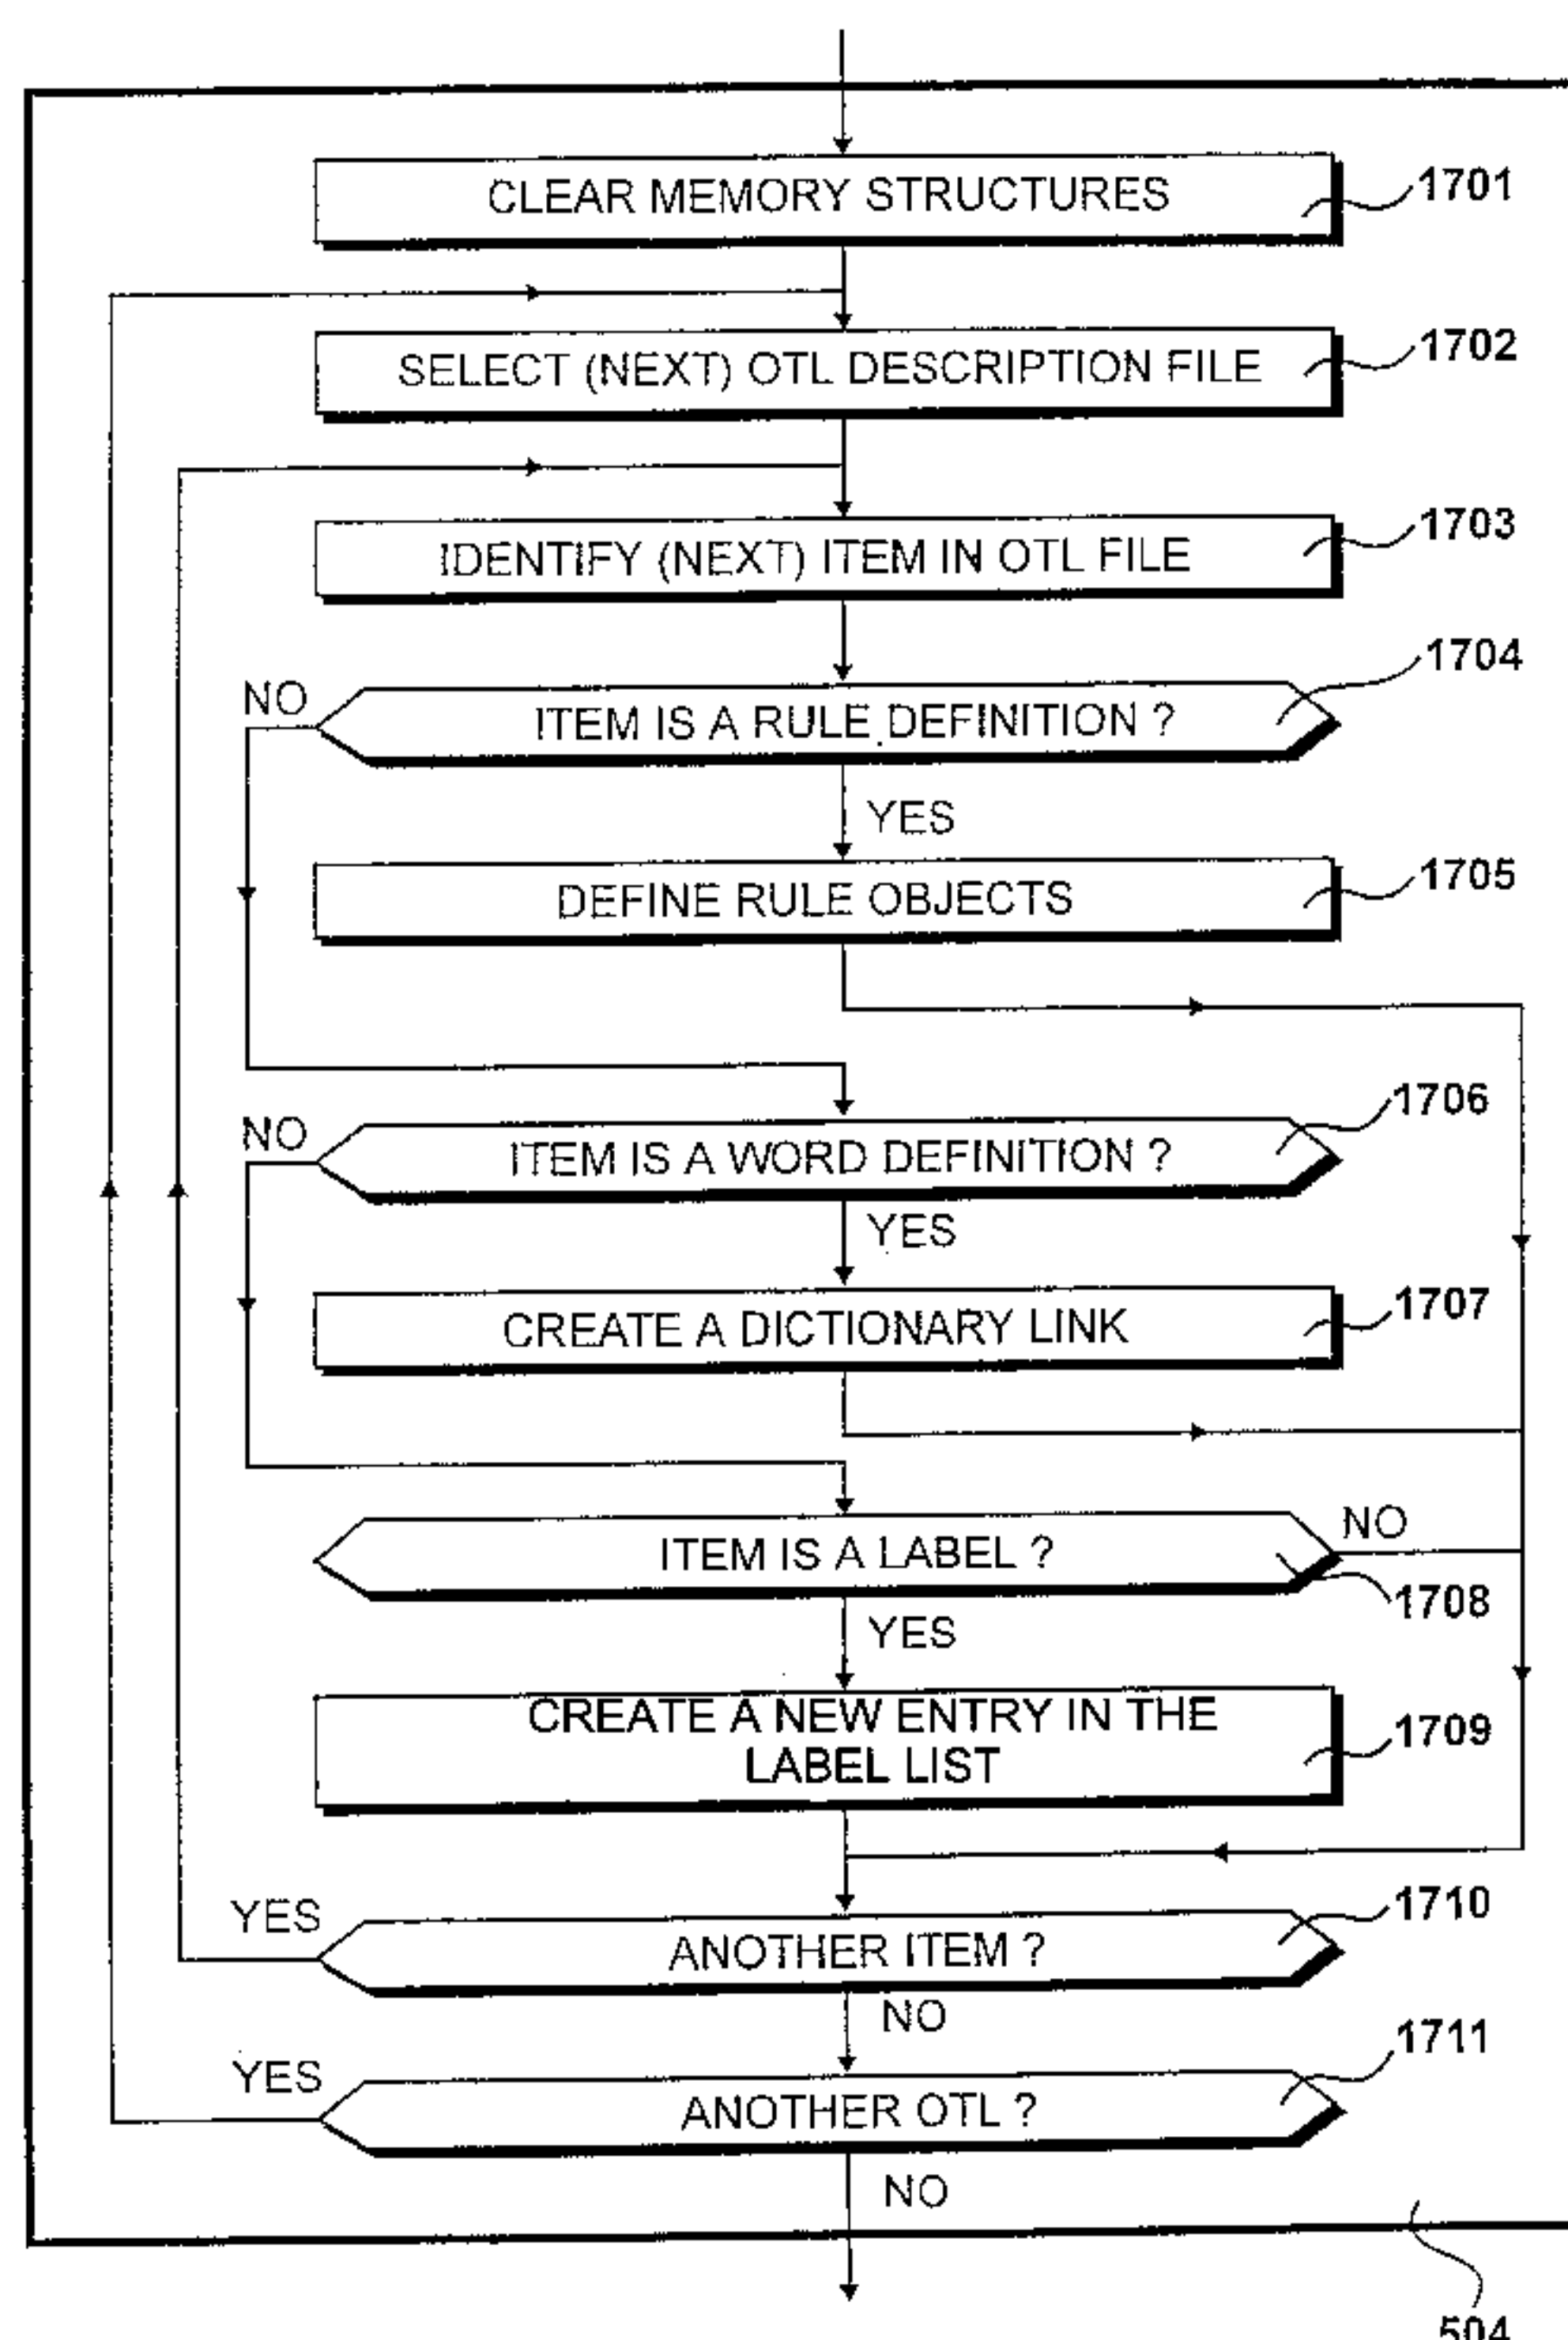 CLEAR MEMORY STRUCTURES
1701
SELECT (NEXT) OTL DESCRIPTION FILE
1702
IDENTIFY (NEXT) ITEM IN OTL FILE
1703
1704
NO
ITEM IS A RULE DEFINITION ?
YES
DEFINE RULE OBJECTS
1705
1706
NO
ITEM IS A WORD DEFINITION ?
YES
CREATE A DICTIONARY LINK
1707
NO
ITEM IS A LABEL ?
1708
YES
CREATE A NEW ENTRY IN THE
LABEL LIST
1709
YES
1710
ANOTHER ITEM ?
NO
1711
YES
ANOTHER OTL ?
NO
504